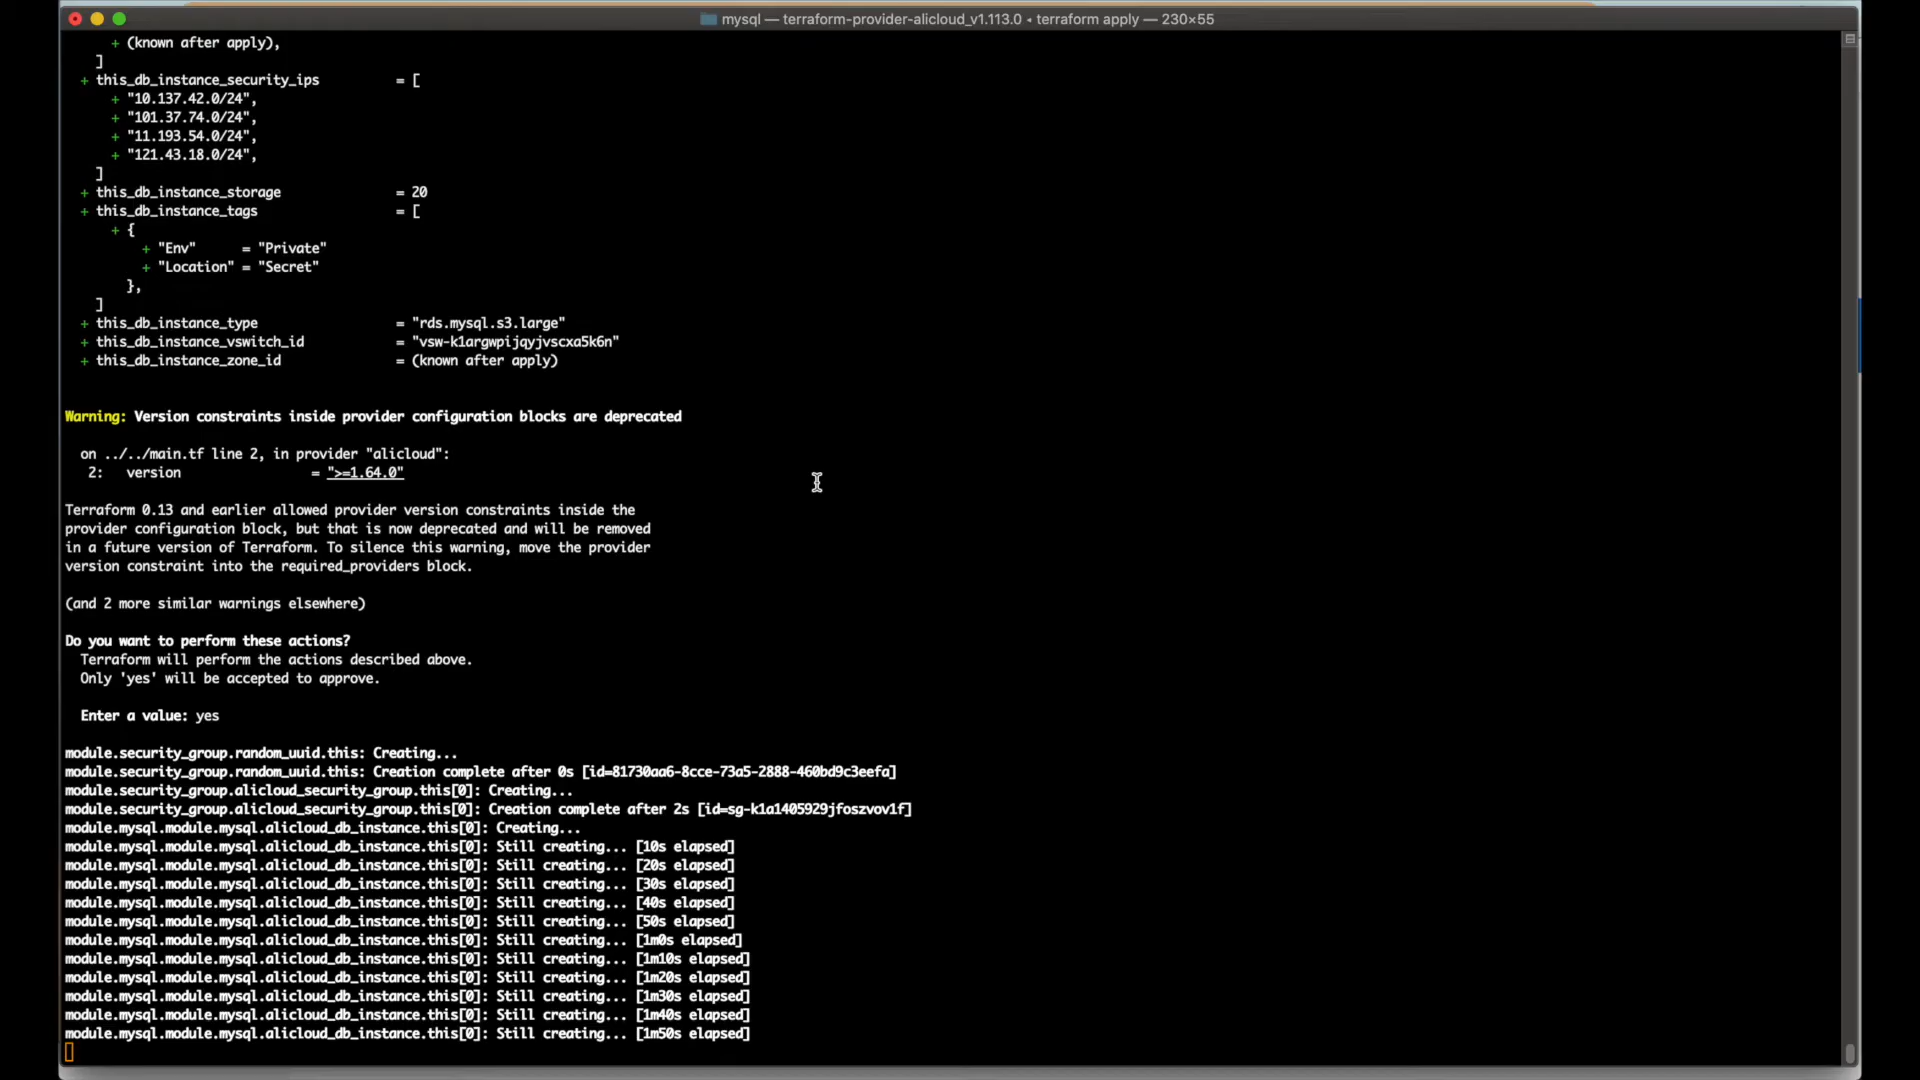 mysql — terraform-provider-alicloud_v1.113.0 ◂ terraform apply — 230×55
+ (known after apply),
]
+ this_db_instance_security_ips = [
+ "10.137.42.0/24",
+ "101.37.74.0/24",
+ "11.193.54.0/24",
+ "121.43.18.0/24",
]
+ this_db_instance_storage = 20
+ this_db_instance_tags = [
+ {
+ "Env" = "Private"
+ "Location" = "Secret"
},
]
+ this_db_instance_type = "rds.mysql.s3.large"
+ this_db_instance_vswitch_id = "vsw-k1argwpijqyjvscxa5k6n"
+ this_db_instance_zone_id = (known after apply)
Warning: Version constraints inside provider configuration blocks are deprecated
on ../../main.tf line 2, in provider "alicloud":
2: version = ">=1.64.0"
Terraform 0.13 and earlier allowed provider version constraints inside the
provider configuration block, but that is now deprecated and will be removed
in a future version of Terraform. To silence this warning, move the provider
version constraint into the required_providers block.
(and 2 more similar warnings elsewhere)
Do you want to perform these actions?
Terraform will perform the actions described above.
Only 'yes' will be accepted to approve.
Enter a value: yes
module.security_group.random_uuid.this: Creating...
module.security_group.random_uuid.this: Creation complete after 0s [id=81730aa6-8cce-73a5-2888-460bd9c3eefa]
module.security_group.alicloud_security_group.this[0]: Creating...
module.security_group.alicloud_security_group.this[0]: Creation complete after 2s [id=sg-k1a1405929jfoszvov1f]
module.mysql.module.mysql.alicloud_db_instance.this[0]: Creating...
module.mysql.module.mysql.alicloud_db_instance.this[0]: Still creating... [10s elapsed]
module.mysql.module.mysql.alicloud_db_instance.this[0]: Still creating... [20s elapsed]
module.mysql.module.mysql.alicloud_db_instance.this[0]: Still creating... [30s elapsed]
module.mysql.module.mysql.alicloud_db_instance.this[0]: Still creating... [40s elapsed]
module.mysql.module.mysql.alicloud_db_instance.this[0]: Still creating... [50s elapsed]
module.mysql.module.mysql.alicloud_db_instance.this[0]: Still creating... [1m0s elapsed]
module.mysql.module.mysql.alicloud_db_instance.this[0]: Still creating... [1m10s elapsed]
module.mysql.module.mysql.alicloud_db_instance.this[0]: Still creating... [1m20s elapsed]
module.mysql.module.mysql.alicloud_db_instance.this[0]: Still creating... [1m30s elapsed]
module.mysql.module.mysql.alicloud_db_instance.this[0]: Still creating... [1m40s elapsed]
module.mysql.module.mysql.alicloud_db_instance.this[0]: Still creating... [1m50s elapsed]